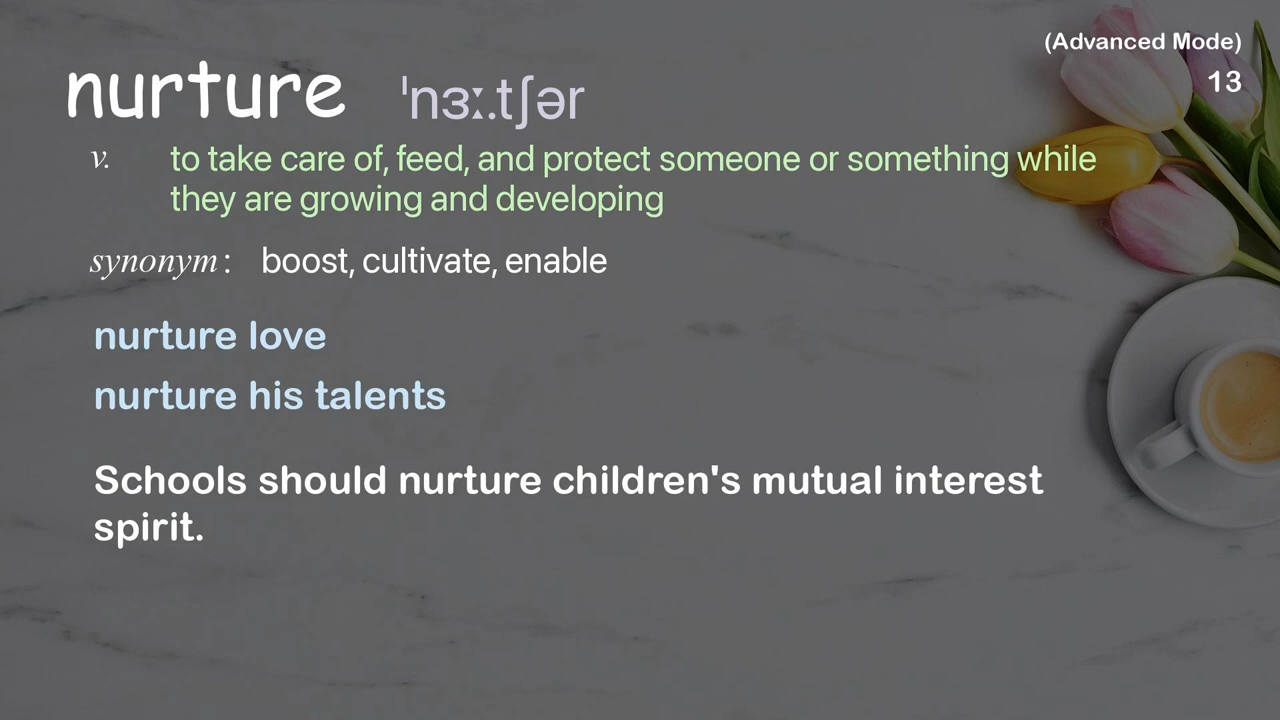 (Advanced Mode)
13
nurture ˈnɜː.tʃər
v. to take care of, feed, and protect someone or something while
they are growing and developing
synonym : boost, cultivate, enable
nurture love
nurture his talents
Schools should nurture children's mutual interest
spirit.